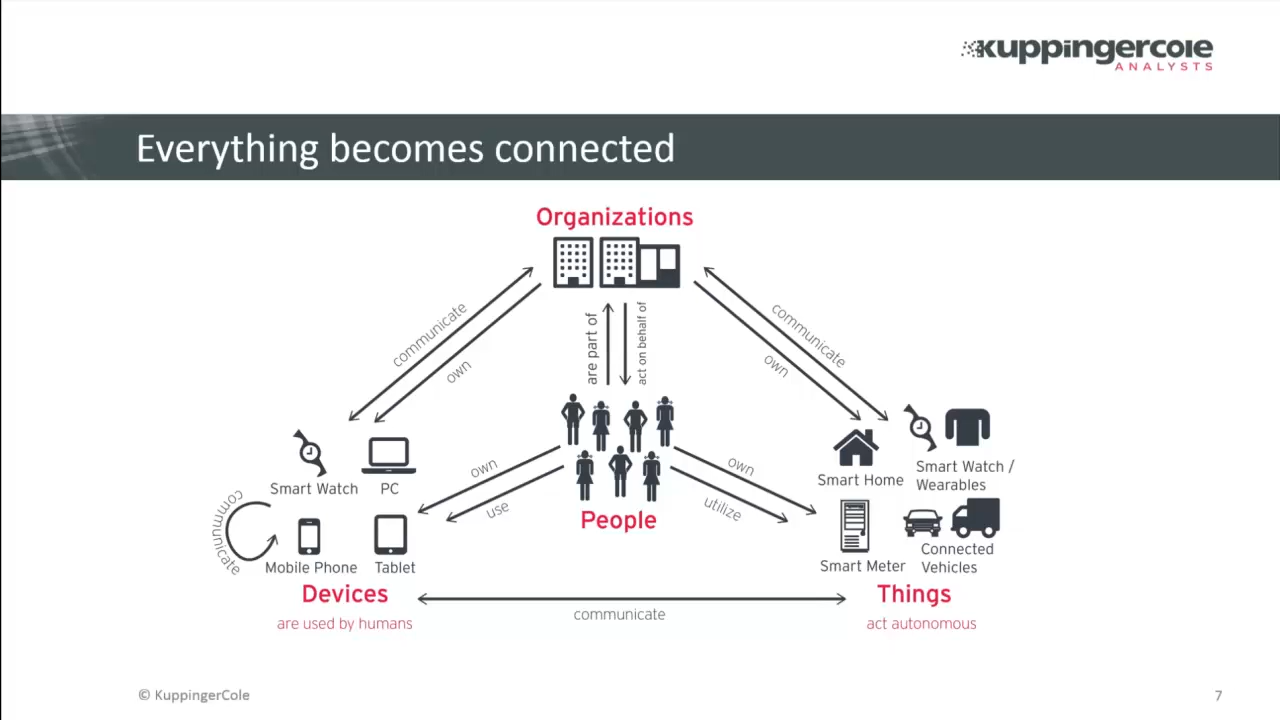 kuppingercole
ANALYSTS
Everything becomes connected
Organizations
communicate
own
are part of
act on behalf of
communicate
own
Smart Watch
PC
own
use
People
own
utilize
Smart Home
Smart Watch /
Wearables
communicate
Mobile Phone
Tablet
Smart Meter
Connected
Vehicles
Devices
are used by humans
communicate
Things
act autonomous
© KuppingerCole
7